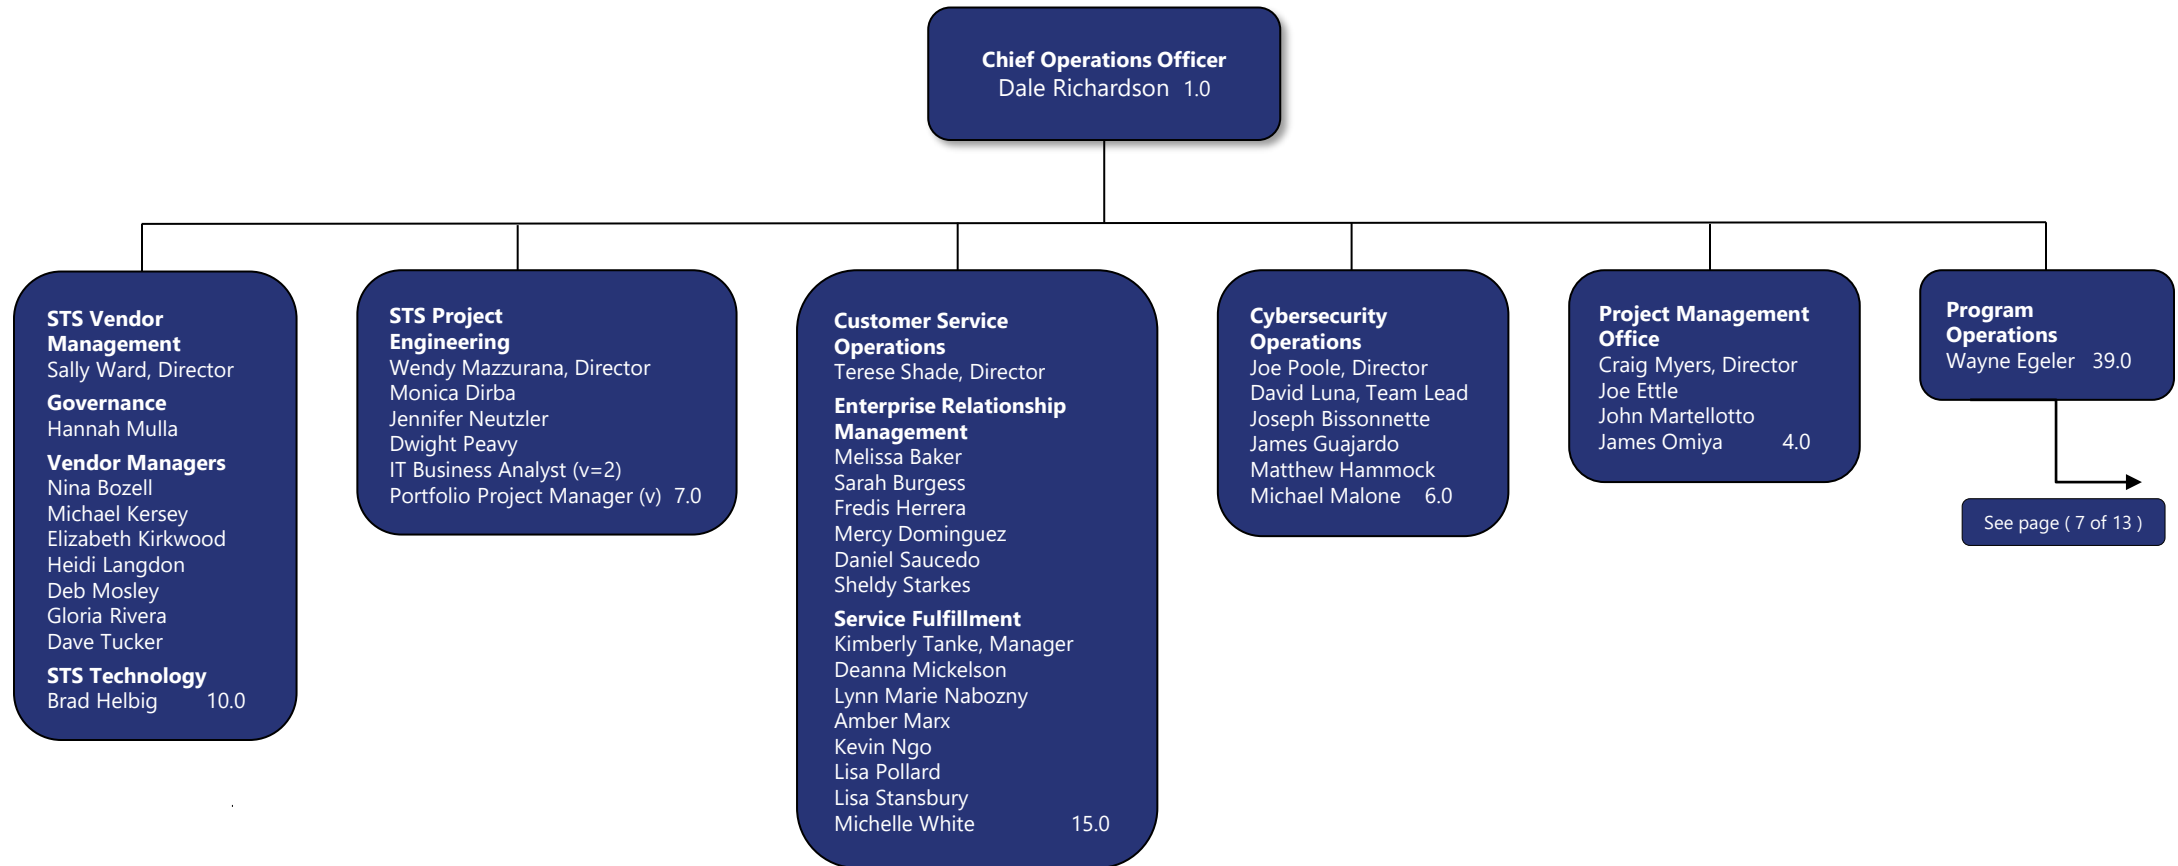 Chief Operations Officer
Dale Richardson 1.0
STS Vendor
Management
Sally Ward, Director
Governance
Hannah Mulla
Vendor Managers
Nina Bozell
Michael Kersey
Elizabeth Kirkwood
Heidi Langdon
Deb Mosley
Gloria Rivera
Dave Tucker
STS Technology
Brad Helbig 10.0
STS Project
Engineering
Wendy Mazzurana, Director
Monica Dirba
Jennifer Neutzler
Dwight Peavy
IT Business Analyst (v=2)
Portfolio Project Manager (v) 7.0
Customer Service
Operations
Terese Shade, Director
Enterprise Relationship
Management
Melissa Baker
Sarah Burgess
Fredis Herrera
Mercy Dominguez
Daniel Saucedo
Sheldy Starkes
Service Fulfillment
Kimberly Tanke, Manager
Deanna Mickelson
Lynn Marie Nabozny
Amber Marx
Kevin Ngo
Lisa Pollard
Lisa Stansbury
Michelle White 15.0
Cybersecurity
Operations
Joe Poole, Director
David Luna, Team Lead
Joseph Bissonnette
James Guajardo
Matthew Hammock
Michael Malone 6.0
Project Management
Office
Craig Myers, Director
Joe Ettle
John Martellotto
James Omiya 4.0
Program
Operations
Wayne Egeler 39.0
See page ( 7 of 13 )